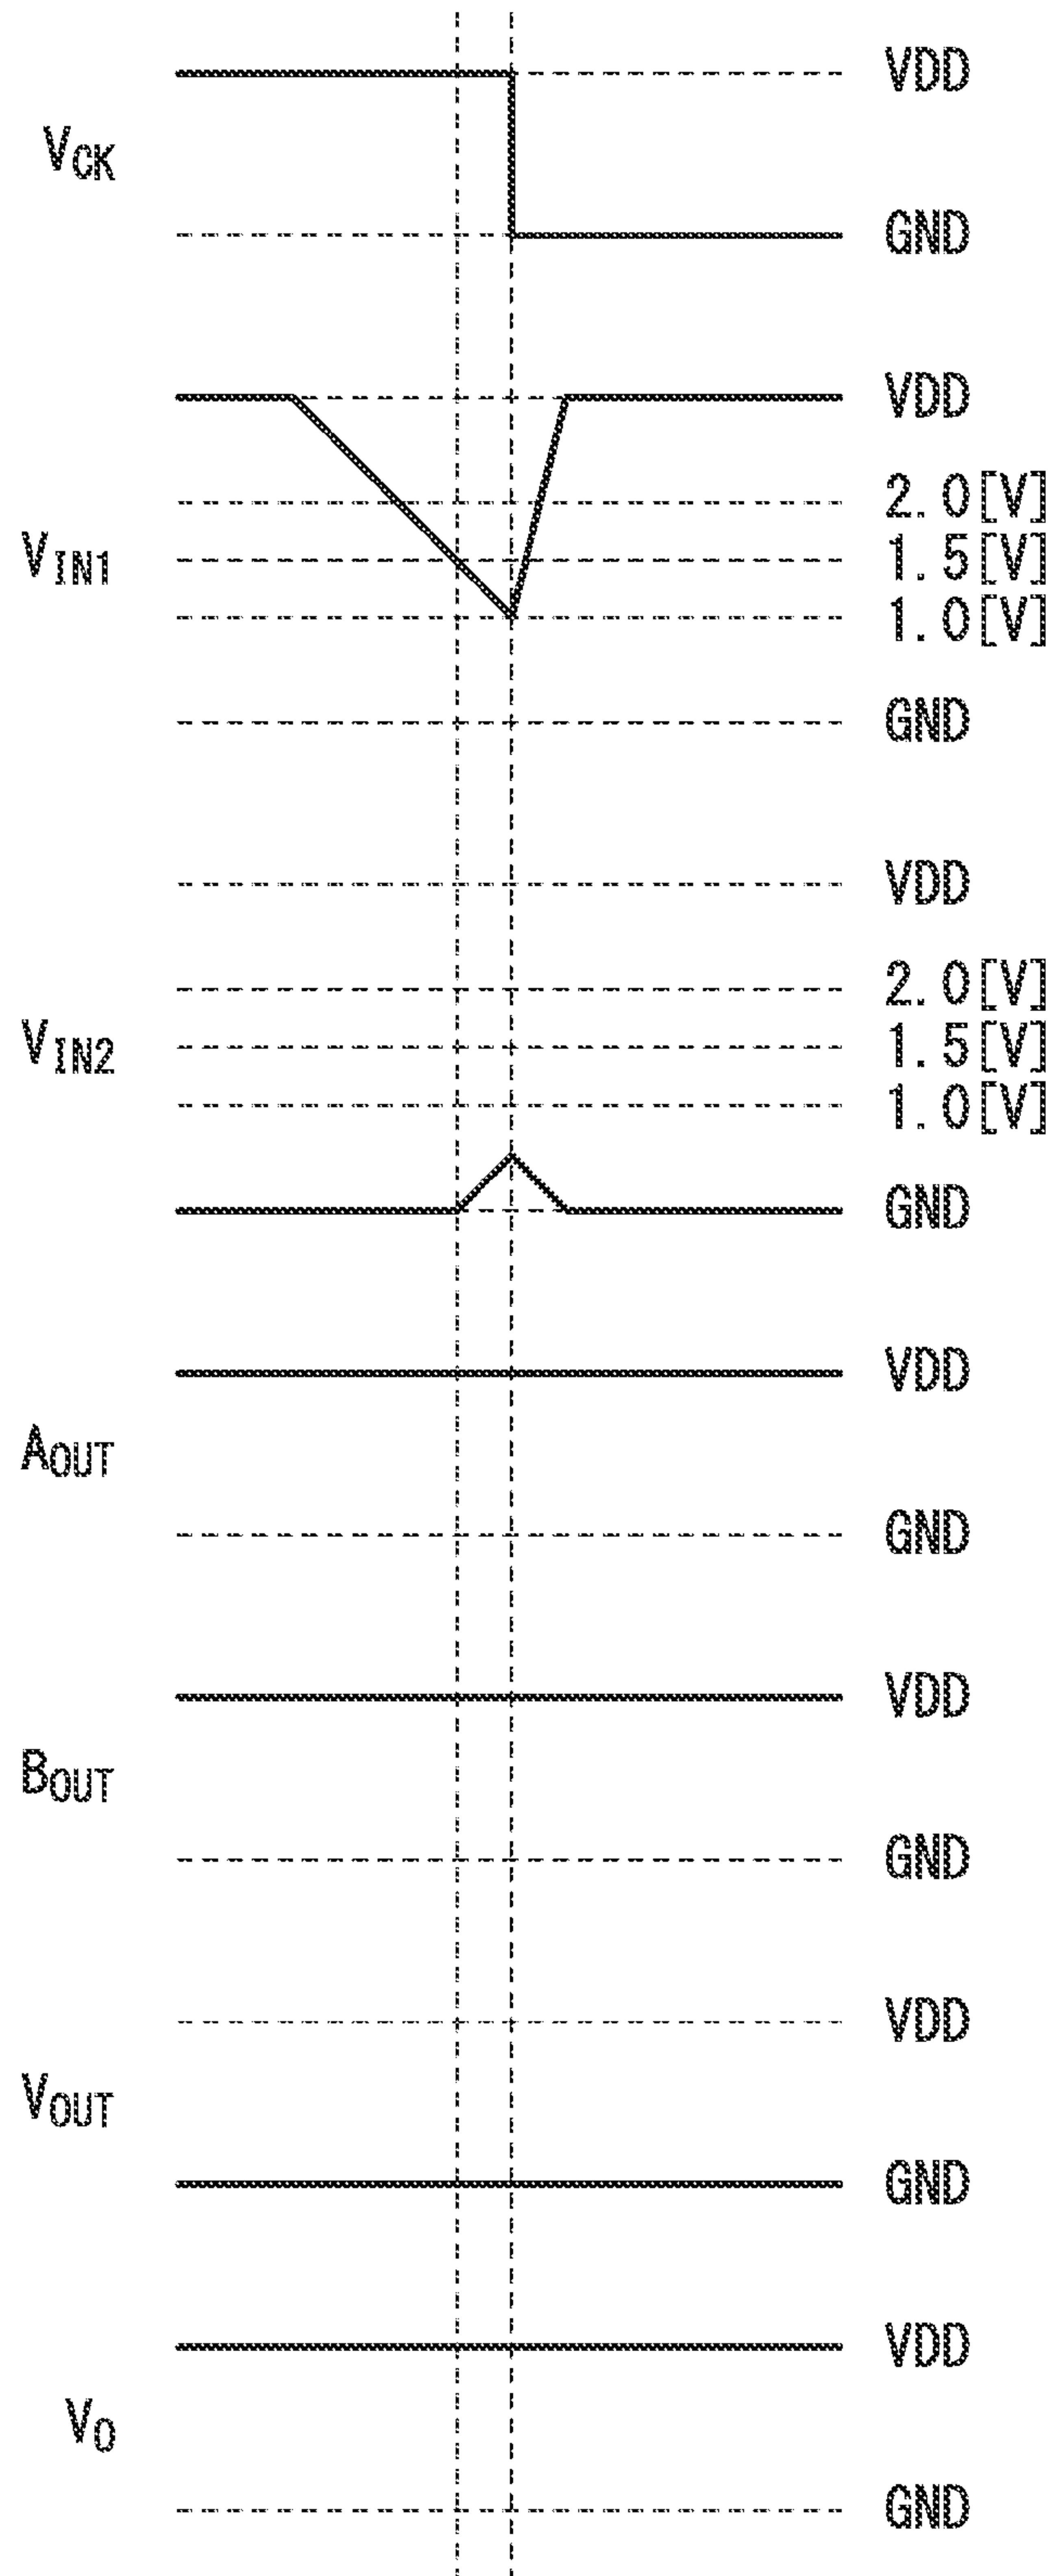 VDD
VCK
GND
VDD
2.0[V]
VIN1
1.5[V]
1.0[V]
GND
VDD
2.0[V]
VIN2
1.5[V]
1.0[V]
GND
VDD
AOUT
GND
VDD
BOUT
GND
VDD
VOUT
GND
VDD
VO
GND